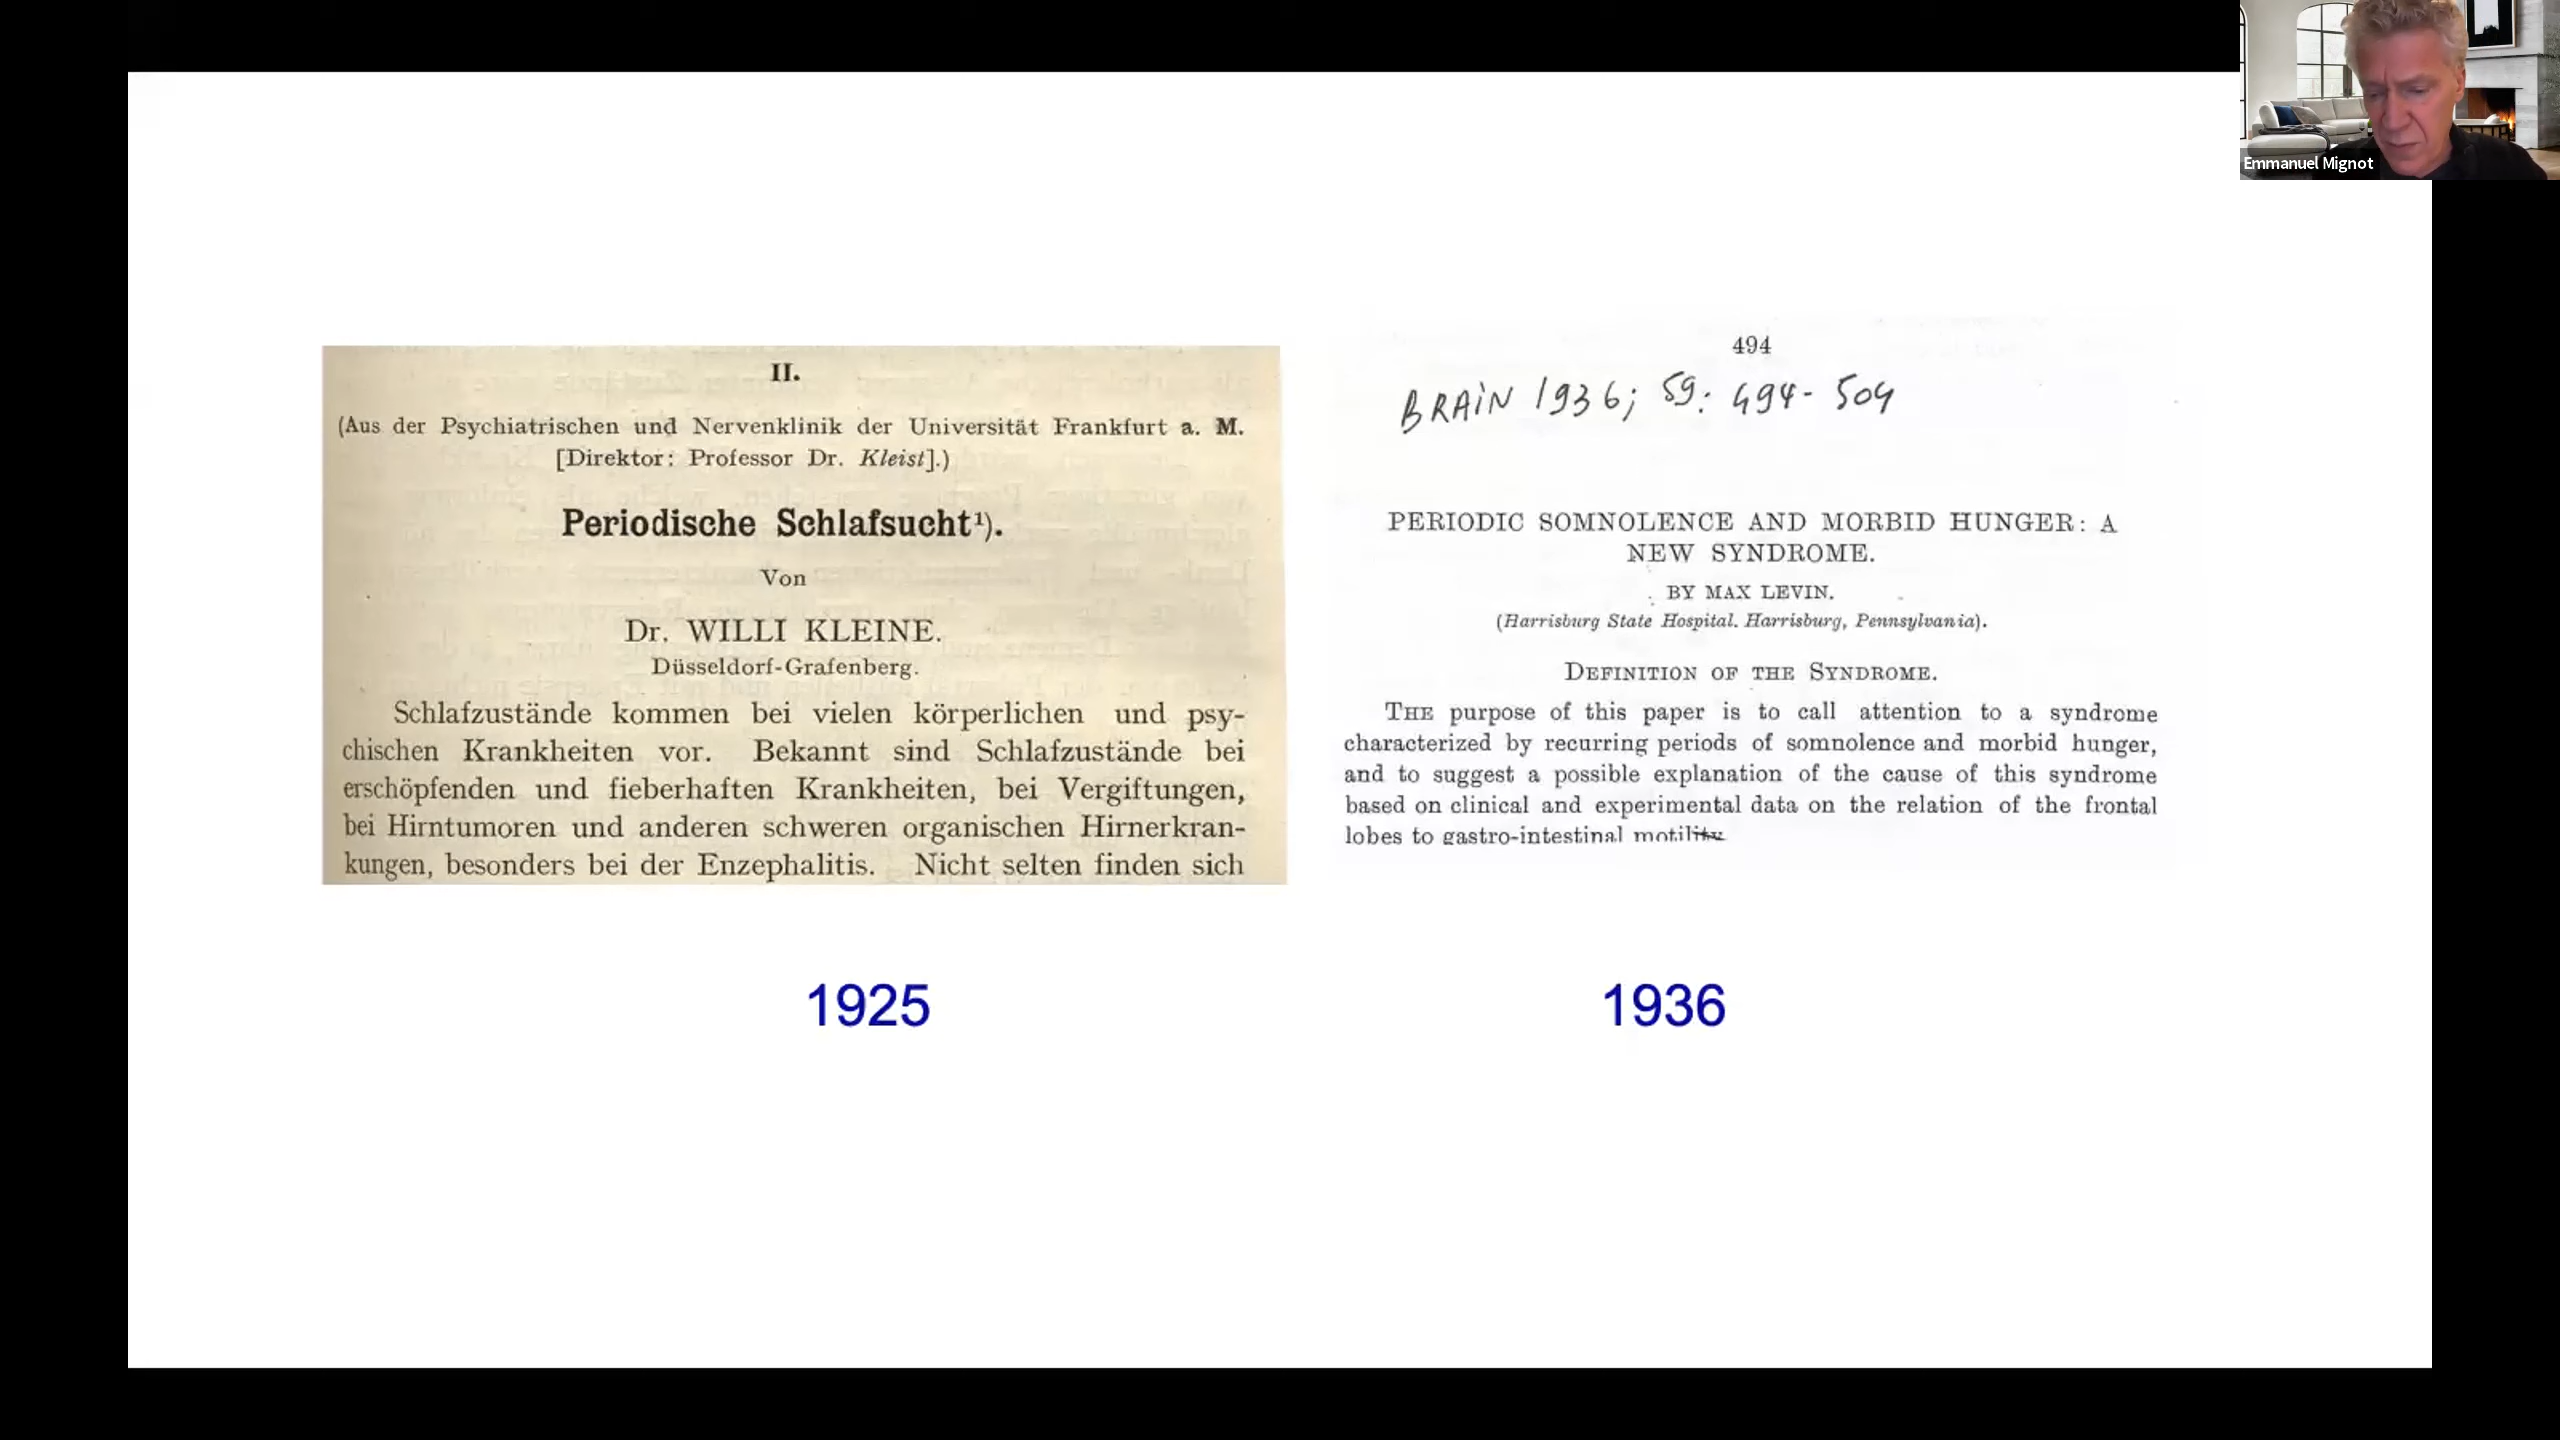 Emmanuel Mignot
II.
(Aus der Psychiatrischen und Nervenklinik der Universität Frankfurt a. M.
[Direktor: Professor Dr. Kleist].)
Periodische Schlafsucht¹).
Von
Dr. WILLI KLEINE.
Düsseldorf-Grafenberg.
Schlafzustände kommen bei vielen körperlichen und psy-
chischen Krankheiten vor. Bekannt sind Schlafzustände bei
erschöpfenden und fieberhaften Krankheiten, bei Vergiftungen,
bei Hirntumoren und anderen schweren organischen Hirnerkran-
kungen, besonders bei der Enzephalitis. Nicht selten finden sich
1925
494
BRAIN 1936; 59: 494-504
PERIODIC SOMNOLENCE AND MORBID HUNGER: A
NEW SYNDROME.
BY MAX LEVIN.
(Harrisburg State Hospital. Harrisburg, Pennsylvania).
DEFINITION OF THE SYNDROME.
THE purpose of this paper is to call attention to a syndrome
characterized by recurring periods of somnolence and morbid hunger,
and to suggest a possible explanation of the cause of this syndrome
based on clinical and experimental data on the relation of the frontal
lobes to gastro-intestinal motility
1936